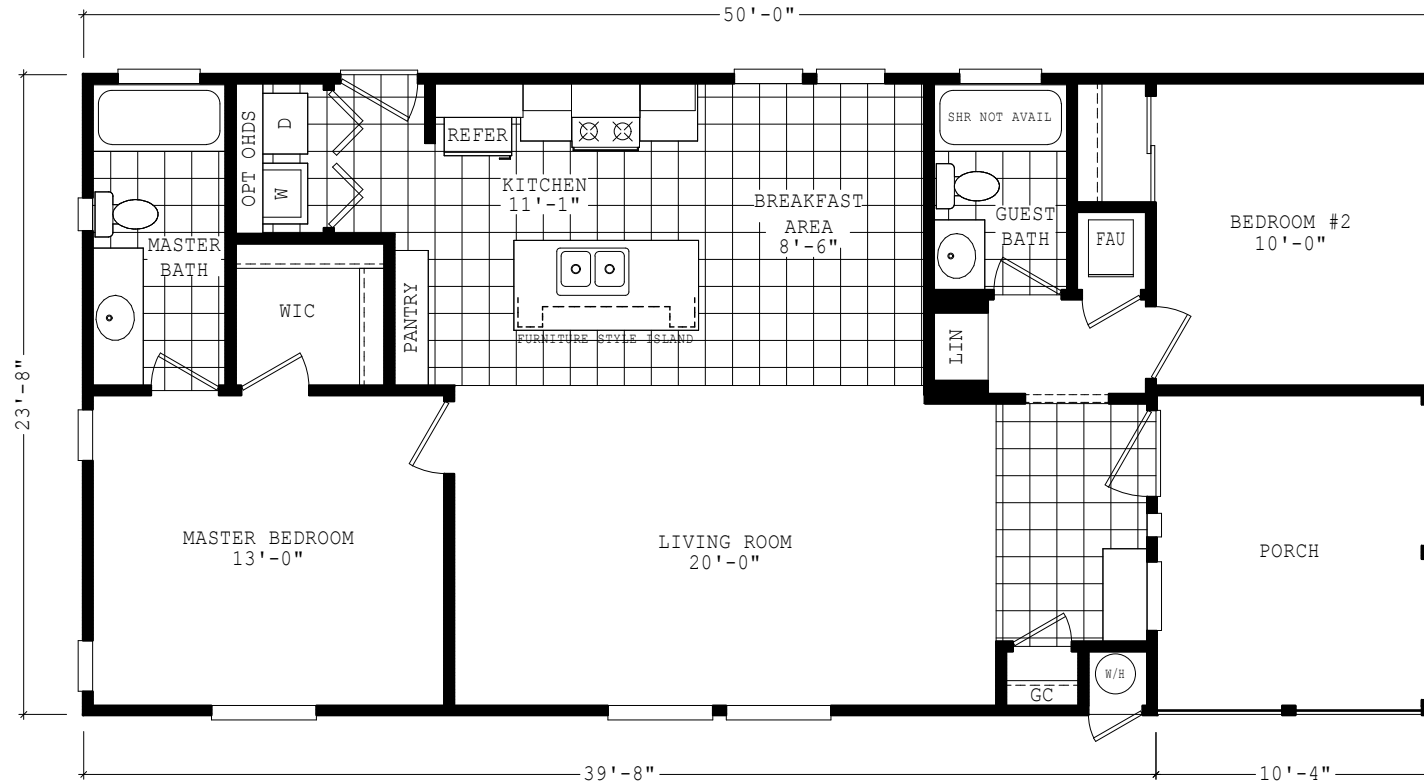 50'-0"
OPT OHDS
D
W
REFER
KITCHEN
11'-1"
BREAKFAST
AREA
8'-6"
SHR NOT AVAIL
GUEST
BATH
FAU
BEDROOM #2
10'-0"
MASTER
BATH
WIC
PANTRY
FURNITURE STYLE ISLAND
LIN
23'-8"
MASTER BEDROOM
13'-0"
LIVING ROOM
20'-0"
PORCH
GC
W/H
39'-8"
10'-4"